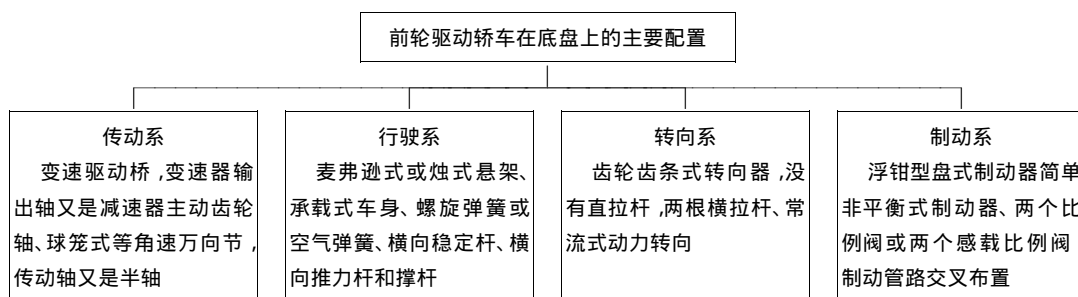 前轮驱动轿车在底盘上的主要配置
传动系
变速驱动桥,变速器输
出轴又是减速器主动齿轮
轴、球笼式等角速万向节,
传动轴又是半轴
行驶系
麦弗逊式或烛式悬架、
承载式车身、螺旋弹簧或
空气弹簧、横向稳定杆、横
向推力杆和撑杆
转向系
齿轮齿条式转向器,没
有直拉杆,两根横拉杆、常
流式动力转向
制动系
浮钳型盘式制动器简单
非平衡式制动器、两个比
例阀或两个感载比例阀
制动管路交叉布置